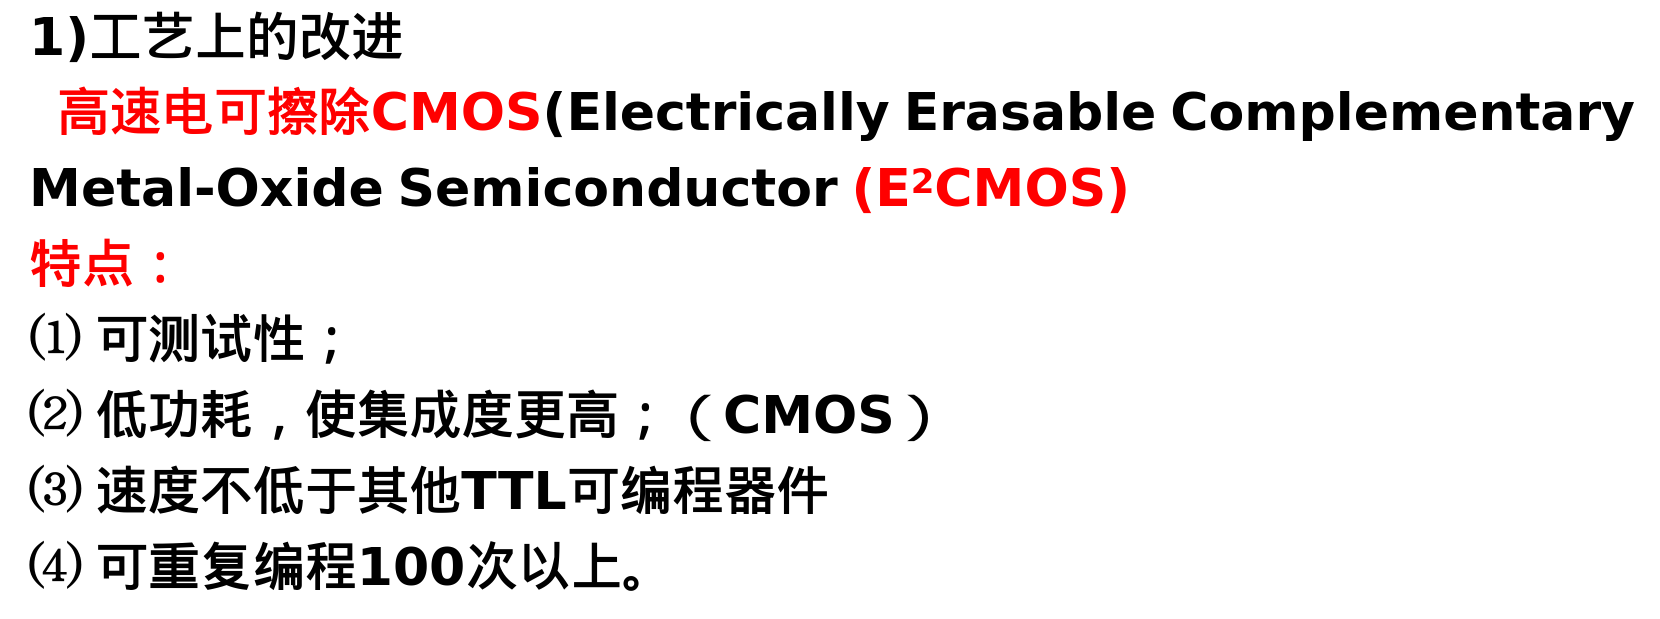 1)工艺上的改进
高速电可擦除CMOS(Electrically Erasable Complementary
Metal-Oxide Semiconductor (E²CMOS)
特点：
⑴ 可测试性；
⑵ 低功耗，使集成度更高；（CMOS）
⑶ 速度不低于其他TTL可编程器件
⑷ 可重复编程100次以上。